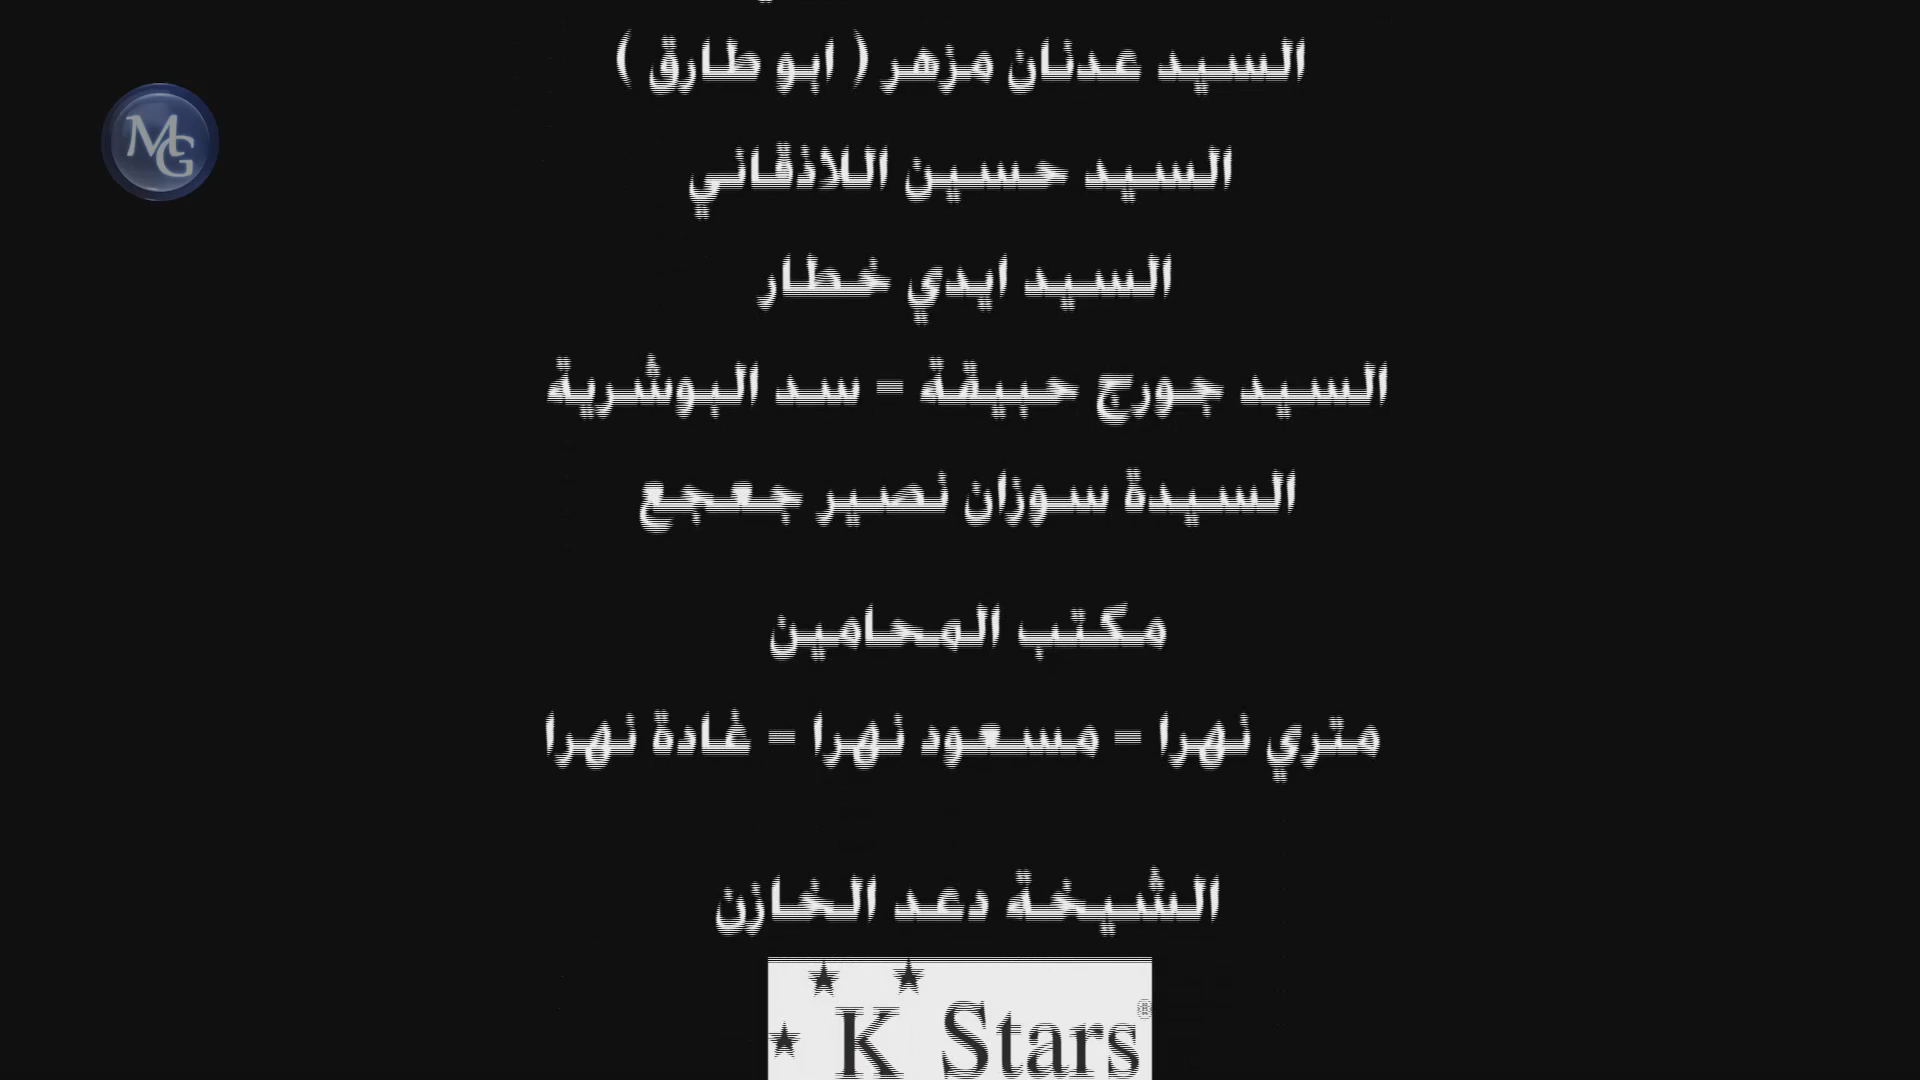 السيد عدنان مزهر ( ابو طارق )
MG
السيد حسين اللاذقاني
السيد ايدي خطار
السيد جورج حبيقة - سد البوشرية
السيدة سوزان نصير جعجع
مكتب المحامين
متري نهرا - مسعود نهرا - غادة نهرا
الشيخة دعد الخازن
K Stars®